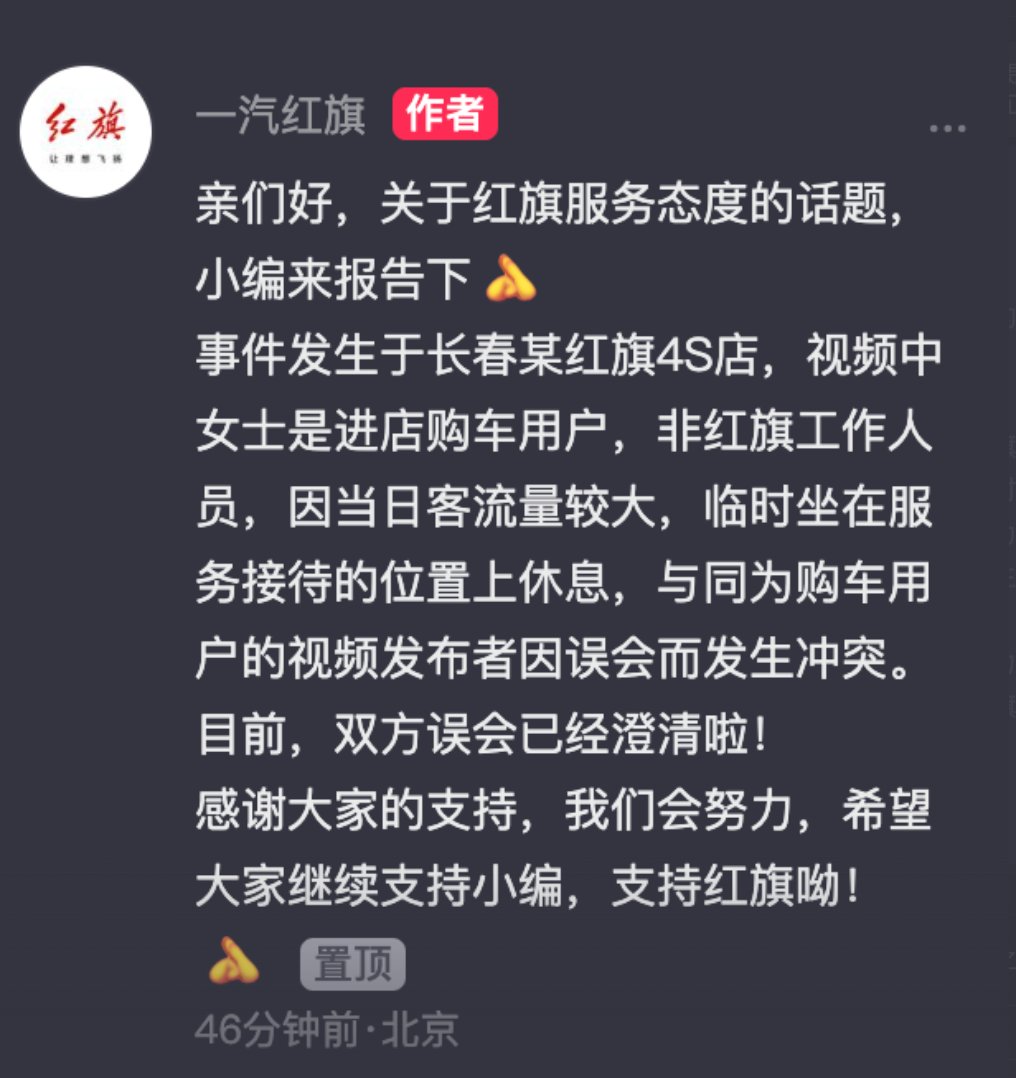 红旗
让理想飞扬
一汽红旗 作者
亲们好，关于红旗服务态度的话题，
小编来报告下
事件发生于长春某红旗4S店，视频中
女士是进店购车用户，非红旗工作人
员，因当日客流量较大，临时坐在服
务接待的位置上休息，与同为购车用
户的视频发布者因误会而发生冲突。
目前，双方误会已经澄清啦！
感谢大家的支持，我们会努力，希望
大家继续支持小编，支持红旗呦！
置顶
46分钟前·北京